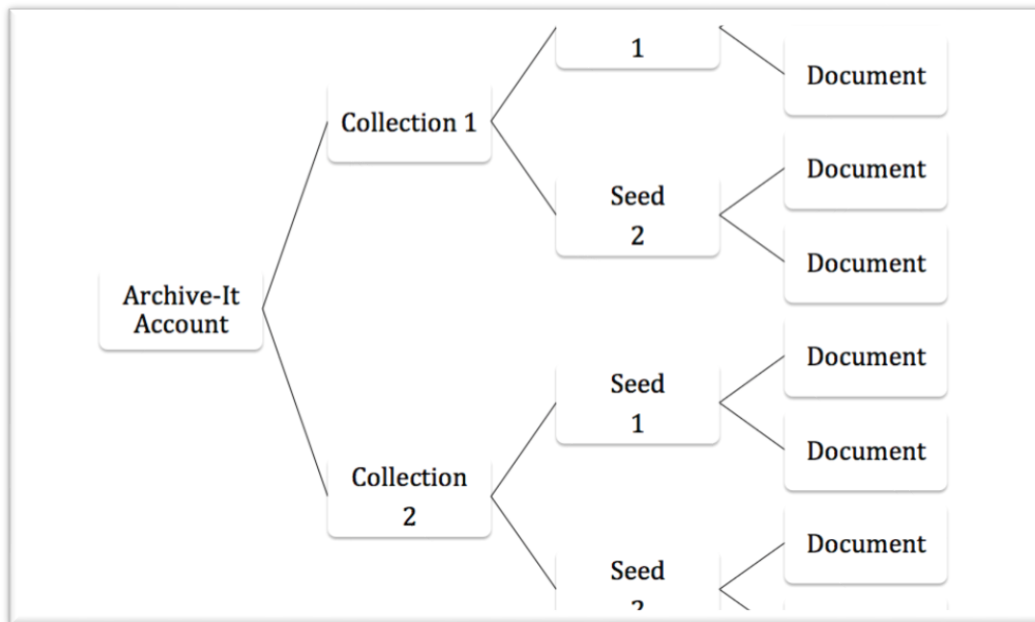 1
Document
Collection 1
Document
Seed
2
Document
Archive-It
Account
Document
Seed
1
Document
Collection
2
Document
Seed